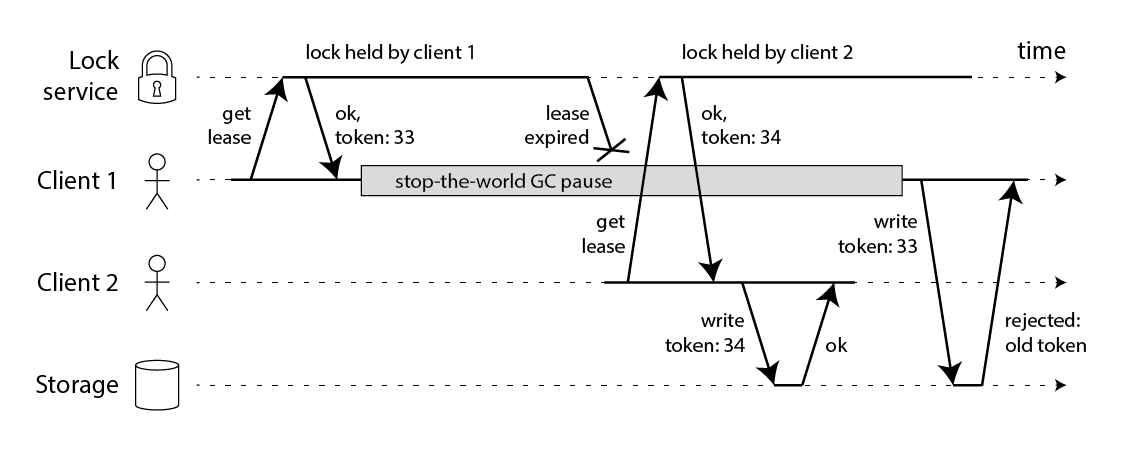 lock held by client 1
lock held by client 2
time
Lock
service
get
lease
ok,
token: 33
lease
expired
ok,
token: 34
Client 1
stop-the-world GC pause
get
lease
write
token: 33
Client 2
write
token: 34
ok
rejected:
old token
Storage